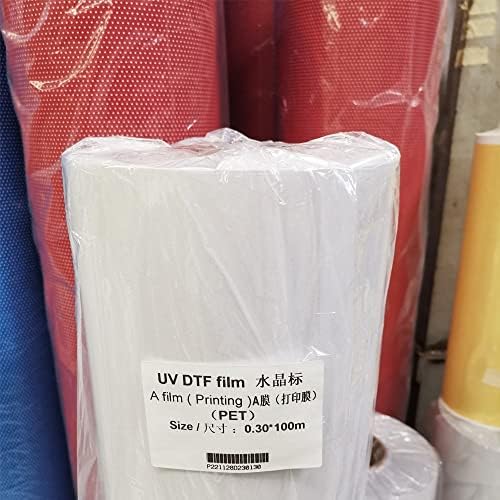 UV DTF film 水晶标
A film ( Printing )A膜（打印膜）
（PET）
Size / 尺寸： 0.30*100m
P221128D230130